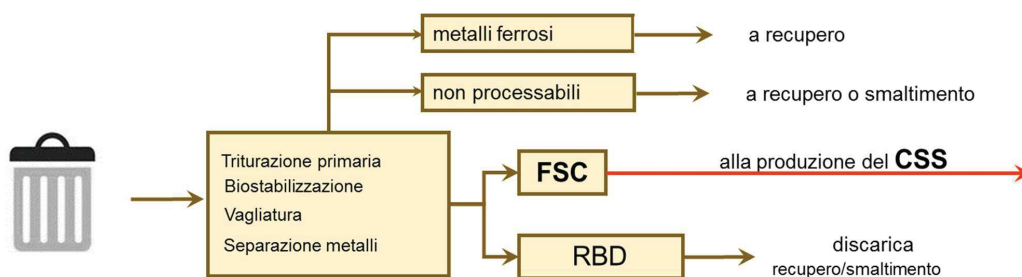 metalli ferrosi
a recupero
non processabili
a recupero o smaltimento
Triturazione primaria
Biostabilizzazione
Vagliatura
Separazione metalli
FSC
alla produzione del CSS
RBD
discarica
recupero/smaltimento